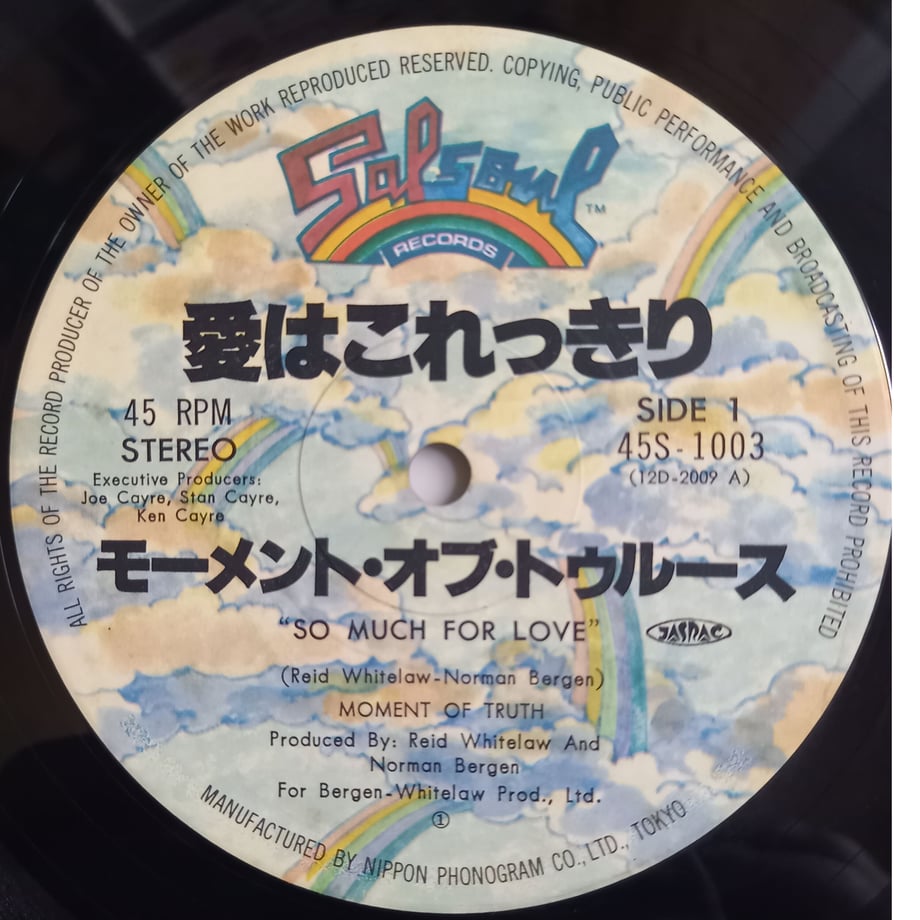 ALL RIGHTS OF THE RECORD PRODUCER OF THE OWNER OF THE WORK REPRODUCED RESERVED. COPYING, PUBLIC PERFORMANCE AND BROADCASTING OF THIS RECORD PROHIBITED
Salsoul TM
RECORDS
愛はこれっきり
45 RPM
STEREO
Executive Producers:
Joe Cayre, Stan Cayre,
Ken Cayre
SIDE 1
45S-1003
(12D-2009 A)
モーメント・オブ・トゥルース
"SO MUCH FOR LOVE" JASRAC
(Reid Whitelaw-Norman Bergen)
MOMENT OF TRUTH
Produced By: Reid Whitelaw And
Norman Bergen
For Bergen-Whitelaw Prod., Ltd.
①
MANUFACTURED BY NIPPON PHONOGRAM CO.,LTD., TOKYO